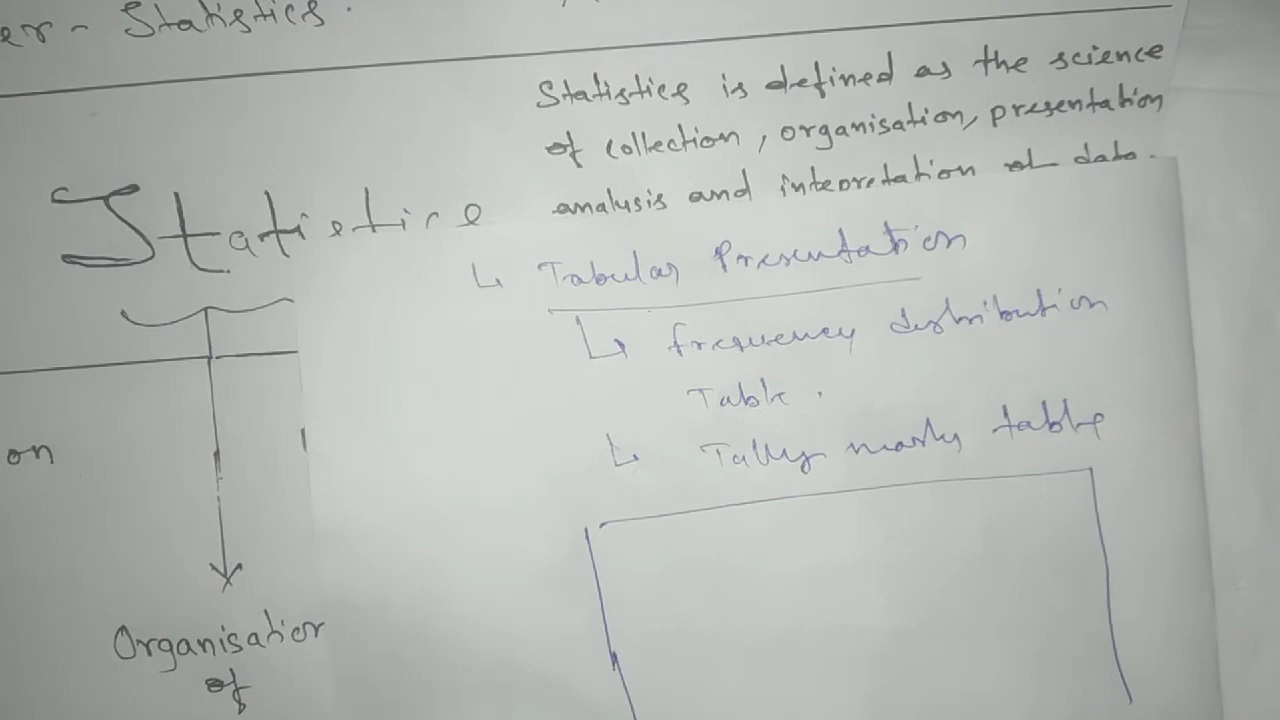 er - Statistics.
Statistics is defined as the science
of collection, organisation, presentation
analysis and interpretation of data.
Statistics
↳ Tabular Presentation
↳ frequency distribution
Table.
↳ Tally marks table
on
Organisation
of